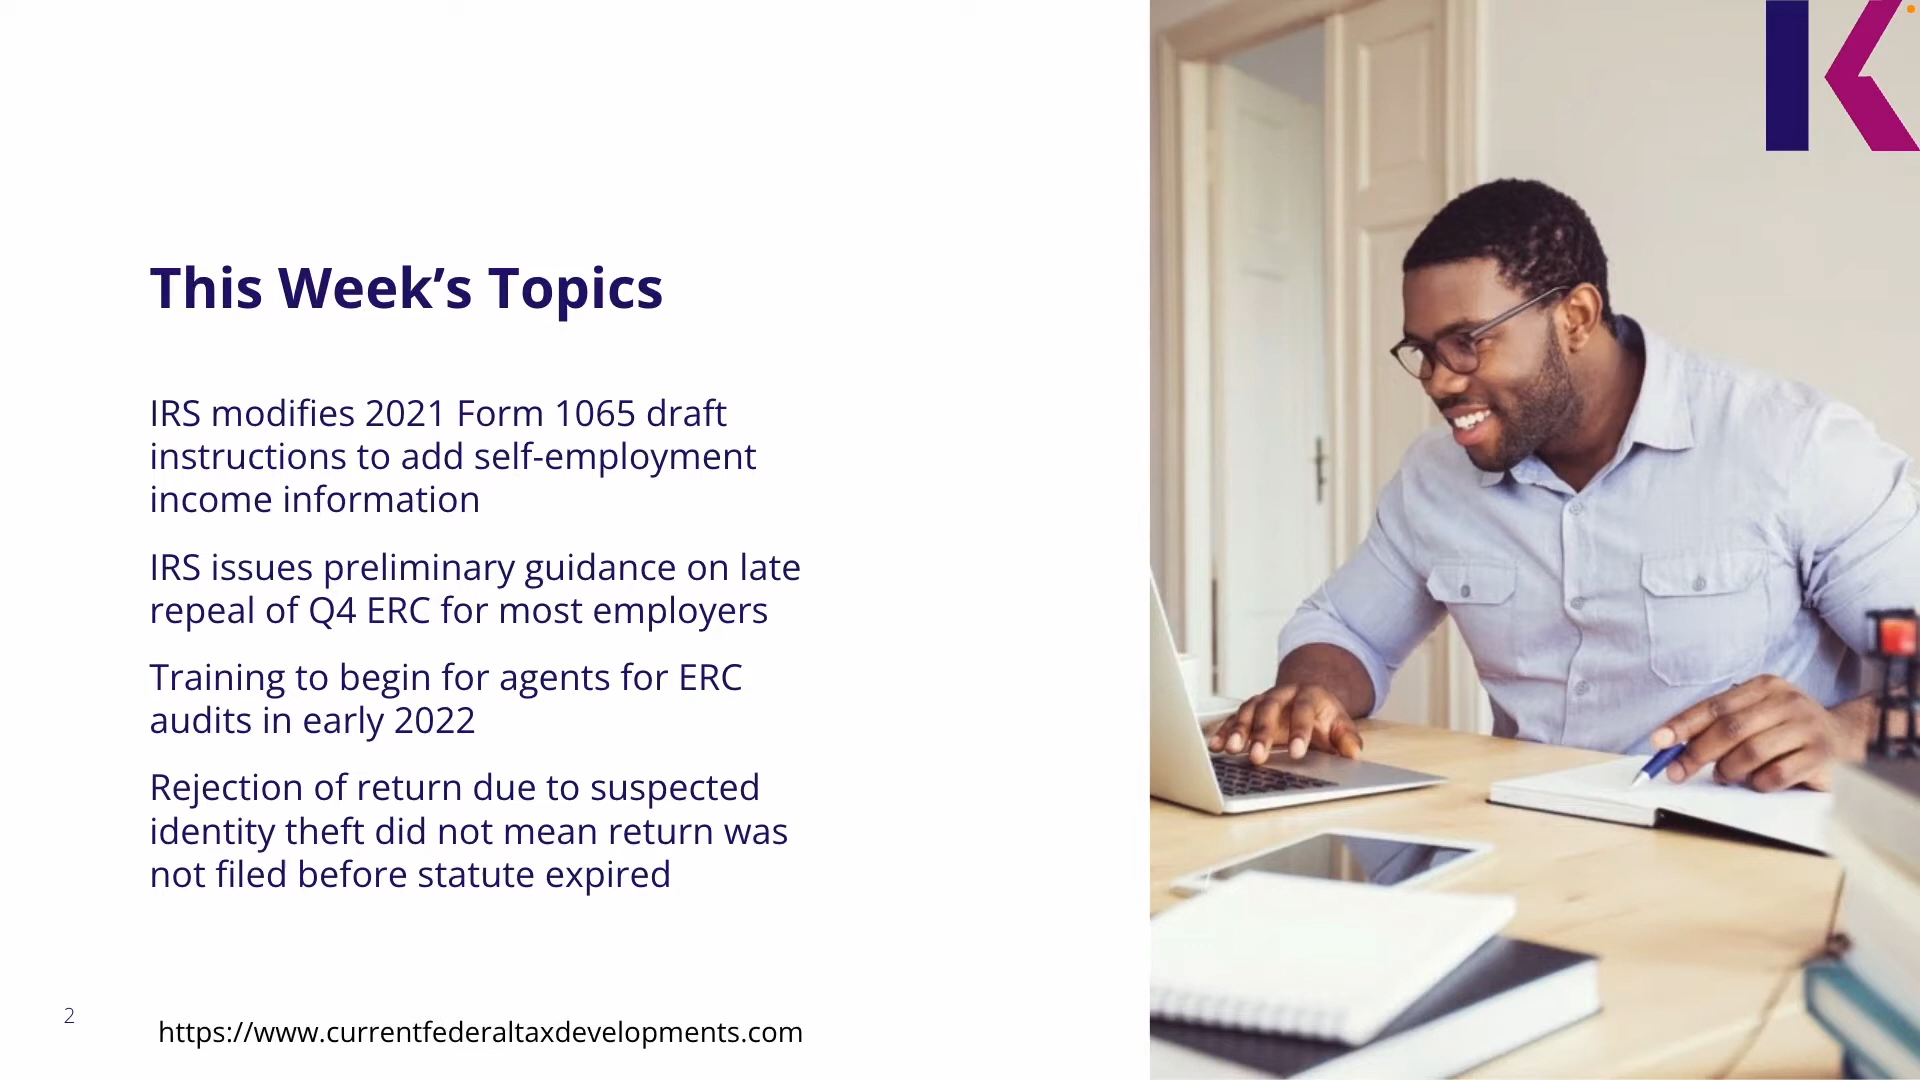 This Week’s Topics
IRS modifies 2021 Form 1065 draft
instructions to add self-employment
income information
IRS issues preliminary guidance on late
repeal of Q4 ERC for most employers
Training to begin for agents for ERC
audits in early 2022
Rejection of return due to suspected
identity theft did not mean return was
not filed before statute expired
2
https://www.currentfederaltaxdevelopments.com
K